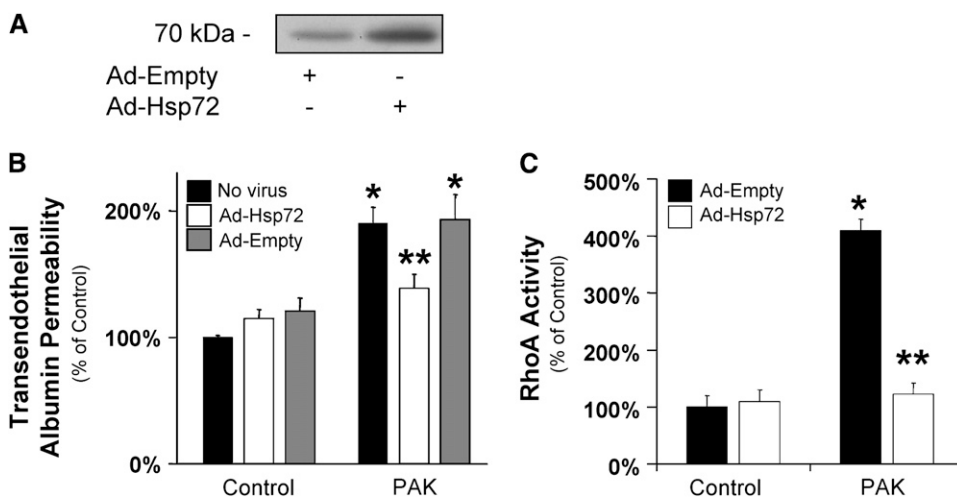 A
70 kDa -
Ad-Empty + -
Ad-Hsp72 - +
B
Transendothelial
Albumin Permeability
(% of Control)
200%
100%
0%
No virus
Ad-Hsp72
Ad-Empty
* ** *
Control PAK
C
RhoA Activity
(% of Control)
500%
400%
300%
200%
100%
0%
Ad-Empty
Ad-Hsp72
* **
Control PAK